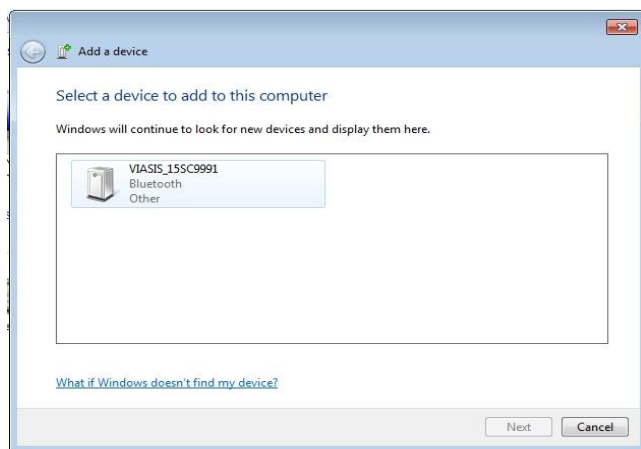 Add a device
Select a device to add to this computer
Windows will continue to look for new devices and display them here.
VIASIS_15SC9991
Bluetooth
Other
What if Windows doesn't find my device?
Next
Cancel